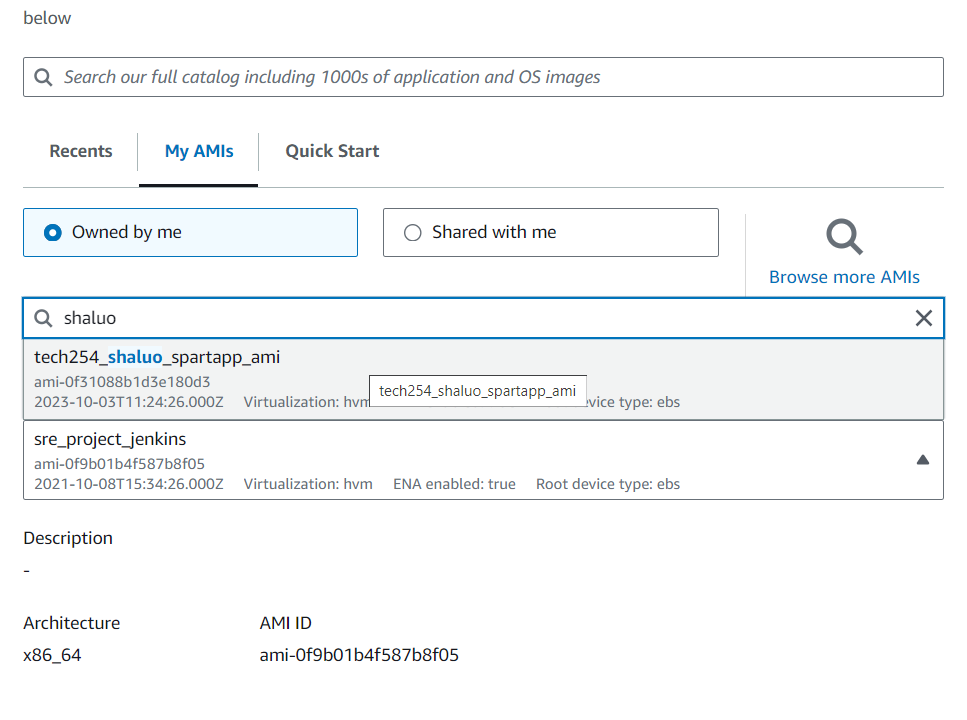 below
Search our full catalog including 1000s of application and OS images
Recents My AMIs Quick Start
Owned by me Shared with me
Browse more AMIs
shaluo
tech254_shaluo_spartapp_ami
ami-0f31088b1d3e180d3
tech254_shaluo_spartapp_ami
2023-10-03T11:24:26.000Z Virtualization: hvm type: ebs
sre_project_jenkins
ami-0f9b01b4f587b8f05
2021-10-08T15:34:26.000Z Virtualization: hvm ENA enabled: true Root device type: ebs
Description
-
Architecture AMI ID
x86_64 ami-0f9b01b4f587b8f05